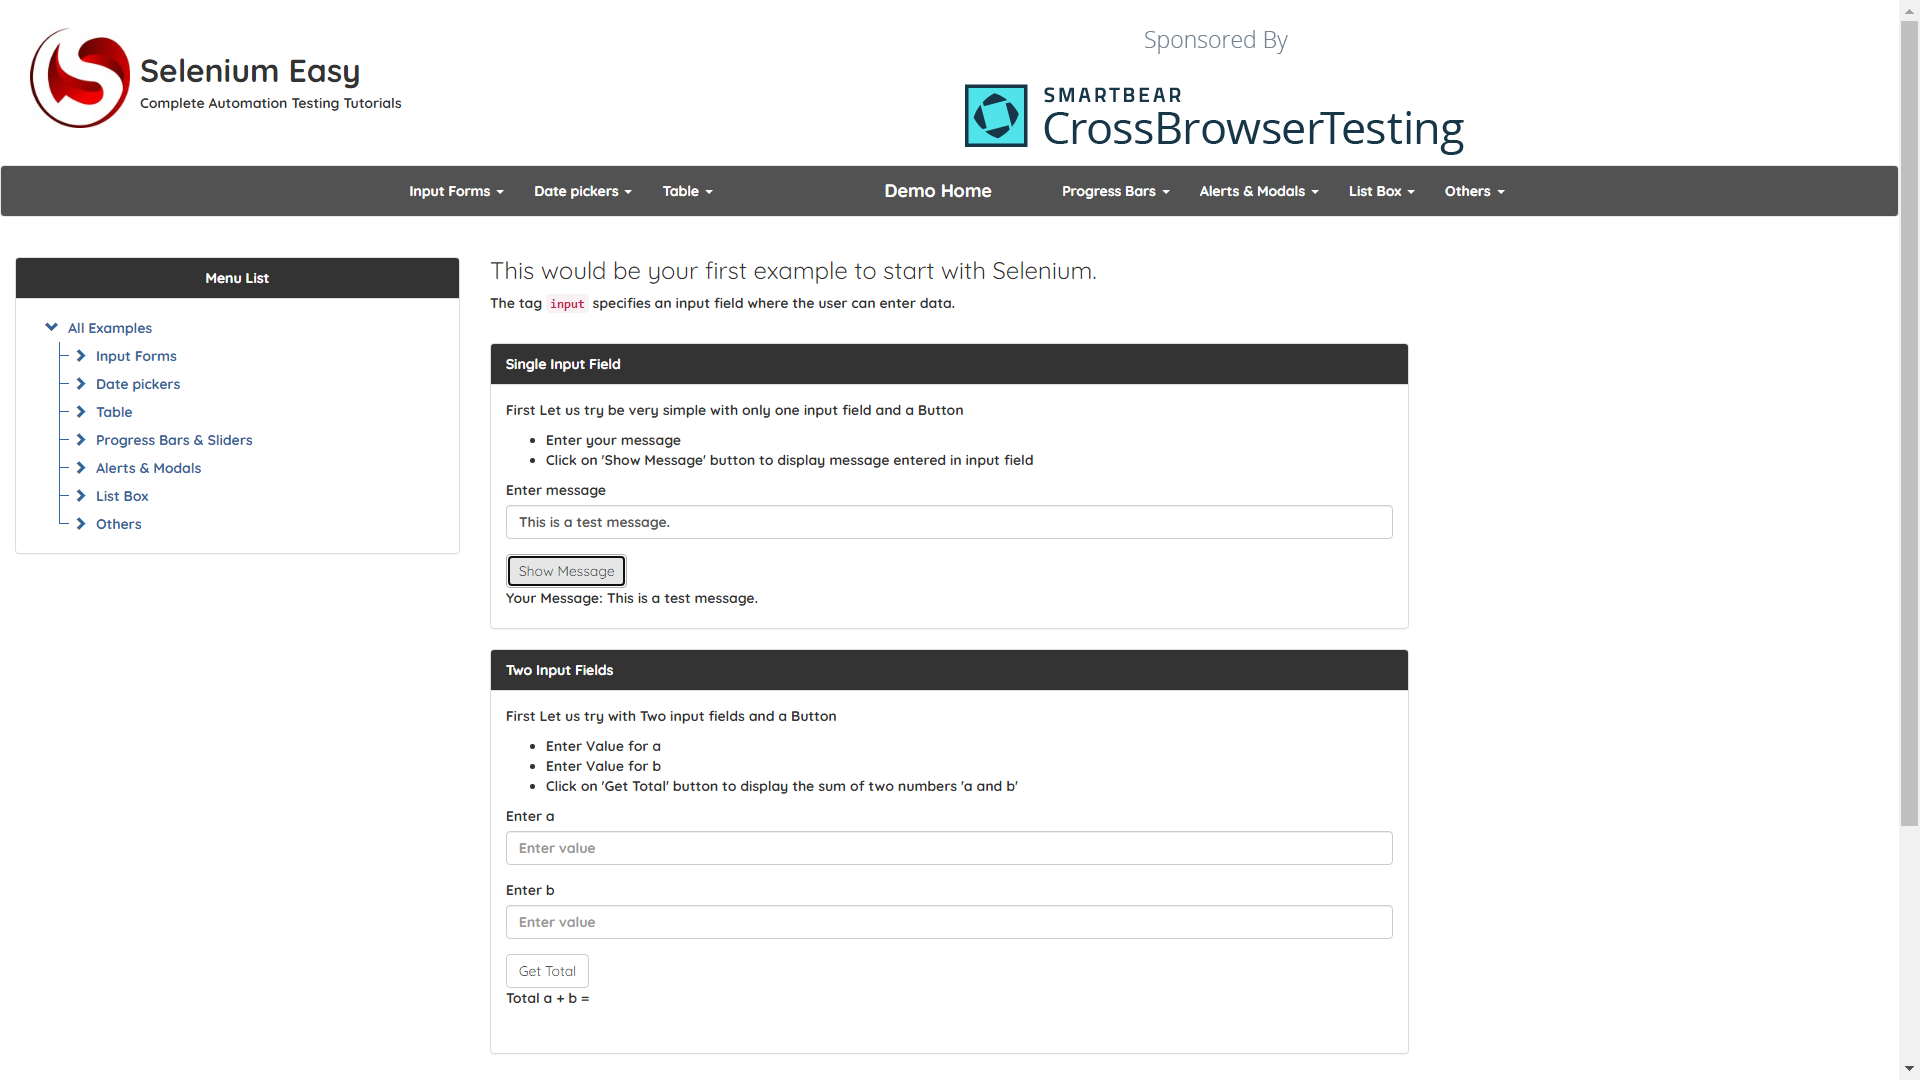 Selenium Easy
Complete Automation Testing Tutorials
Sponsored By
SMARTBEAR
CrossBrowserTesting
Input Forms
Date pickers
Table
Demo Home
Progress Bars
Alerts & Modals
List Box
Others
Menu List
All Examples
Input Forms
Date pickers
Table
Progress Bars & Sliders
Alerts & Modals
List Box
Others
This would be your first example to start with Selenium.
The tag input specifies an input field where the user can enter data.
Single Input Field
First Let us try be very simple with only one input field and a Button
Enter your message
Click on 'Show Message' button to display message entered in input field
Enter message
This is a test message.
Show Message
Your Message: This is a test message.
Two Input Fields
First Let us try with Two input fields and a Button
Enter Value for a
Enter Value for b
Click on 'Get Total' button to display the sum of two numbers 'a and b'
Enter a
Enter value
Enter b
Enter value
Get Total
Total a + b =